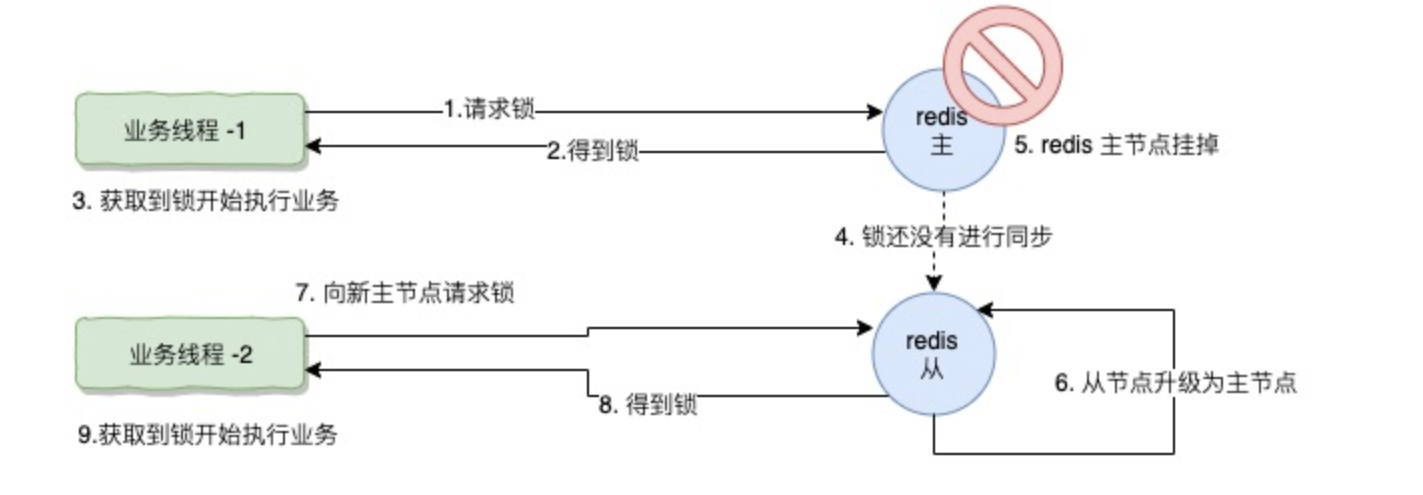 1.请求锁
业务线程 -1
redis
主
2.得到锁
5. redis 主节点挂掉
3. 获取到锁开始执行业务
4. 锁还没有进行同步
7. 向新主节点请求锁
业务线程 -2
redis
从
6. 从节点升级为主节点
8. 得到锁
9.获取到锁开始执行业务